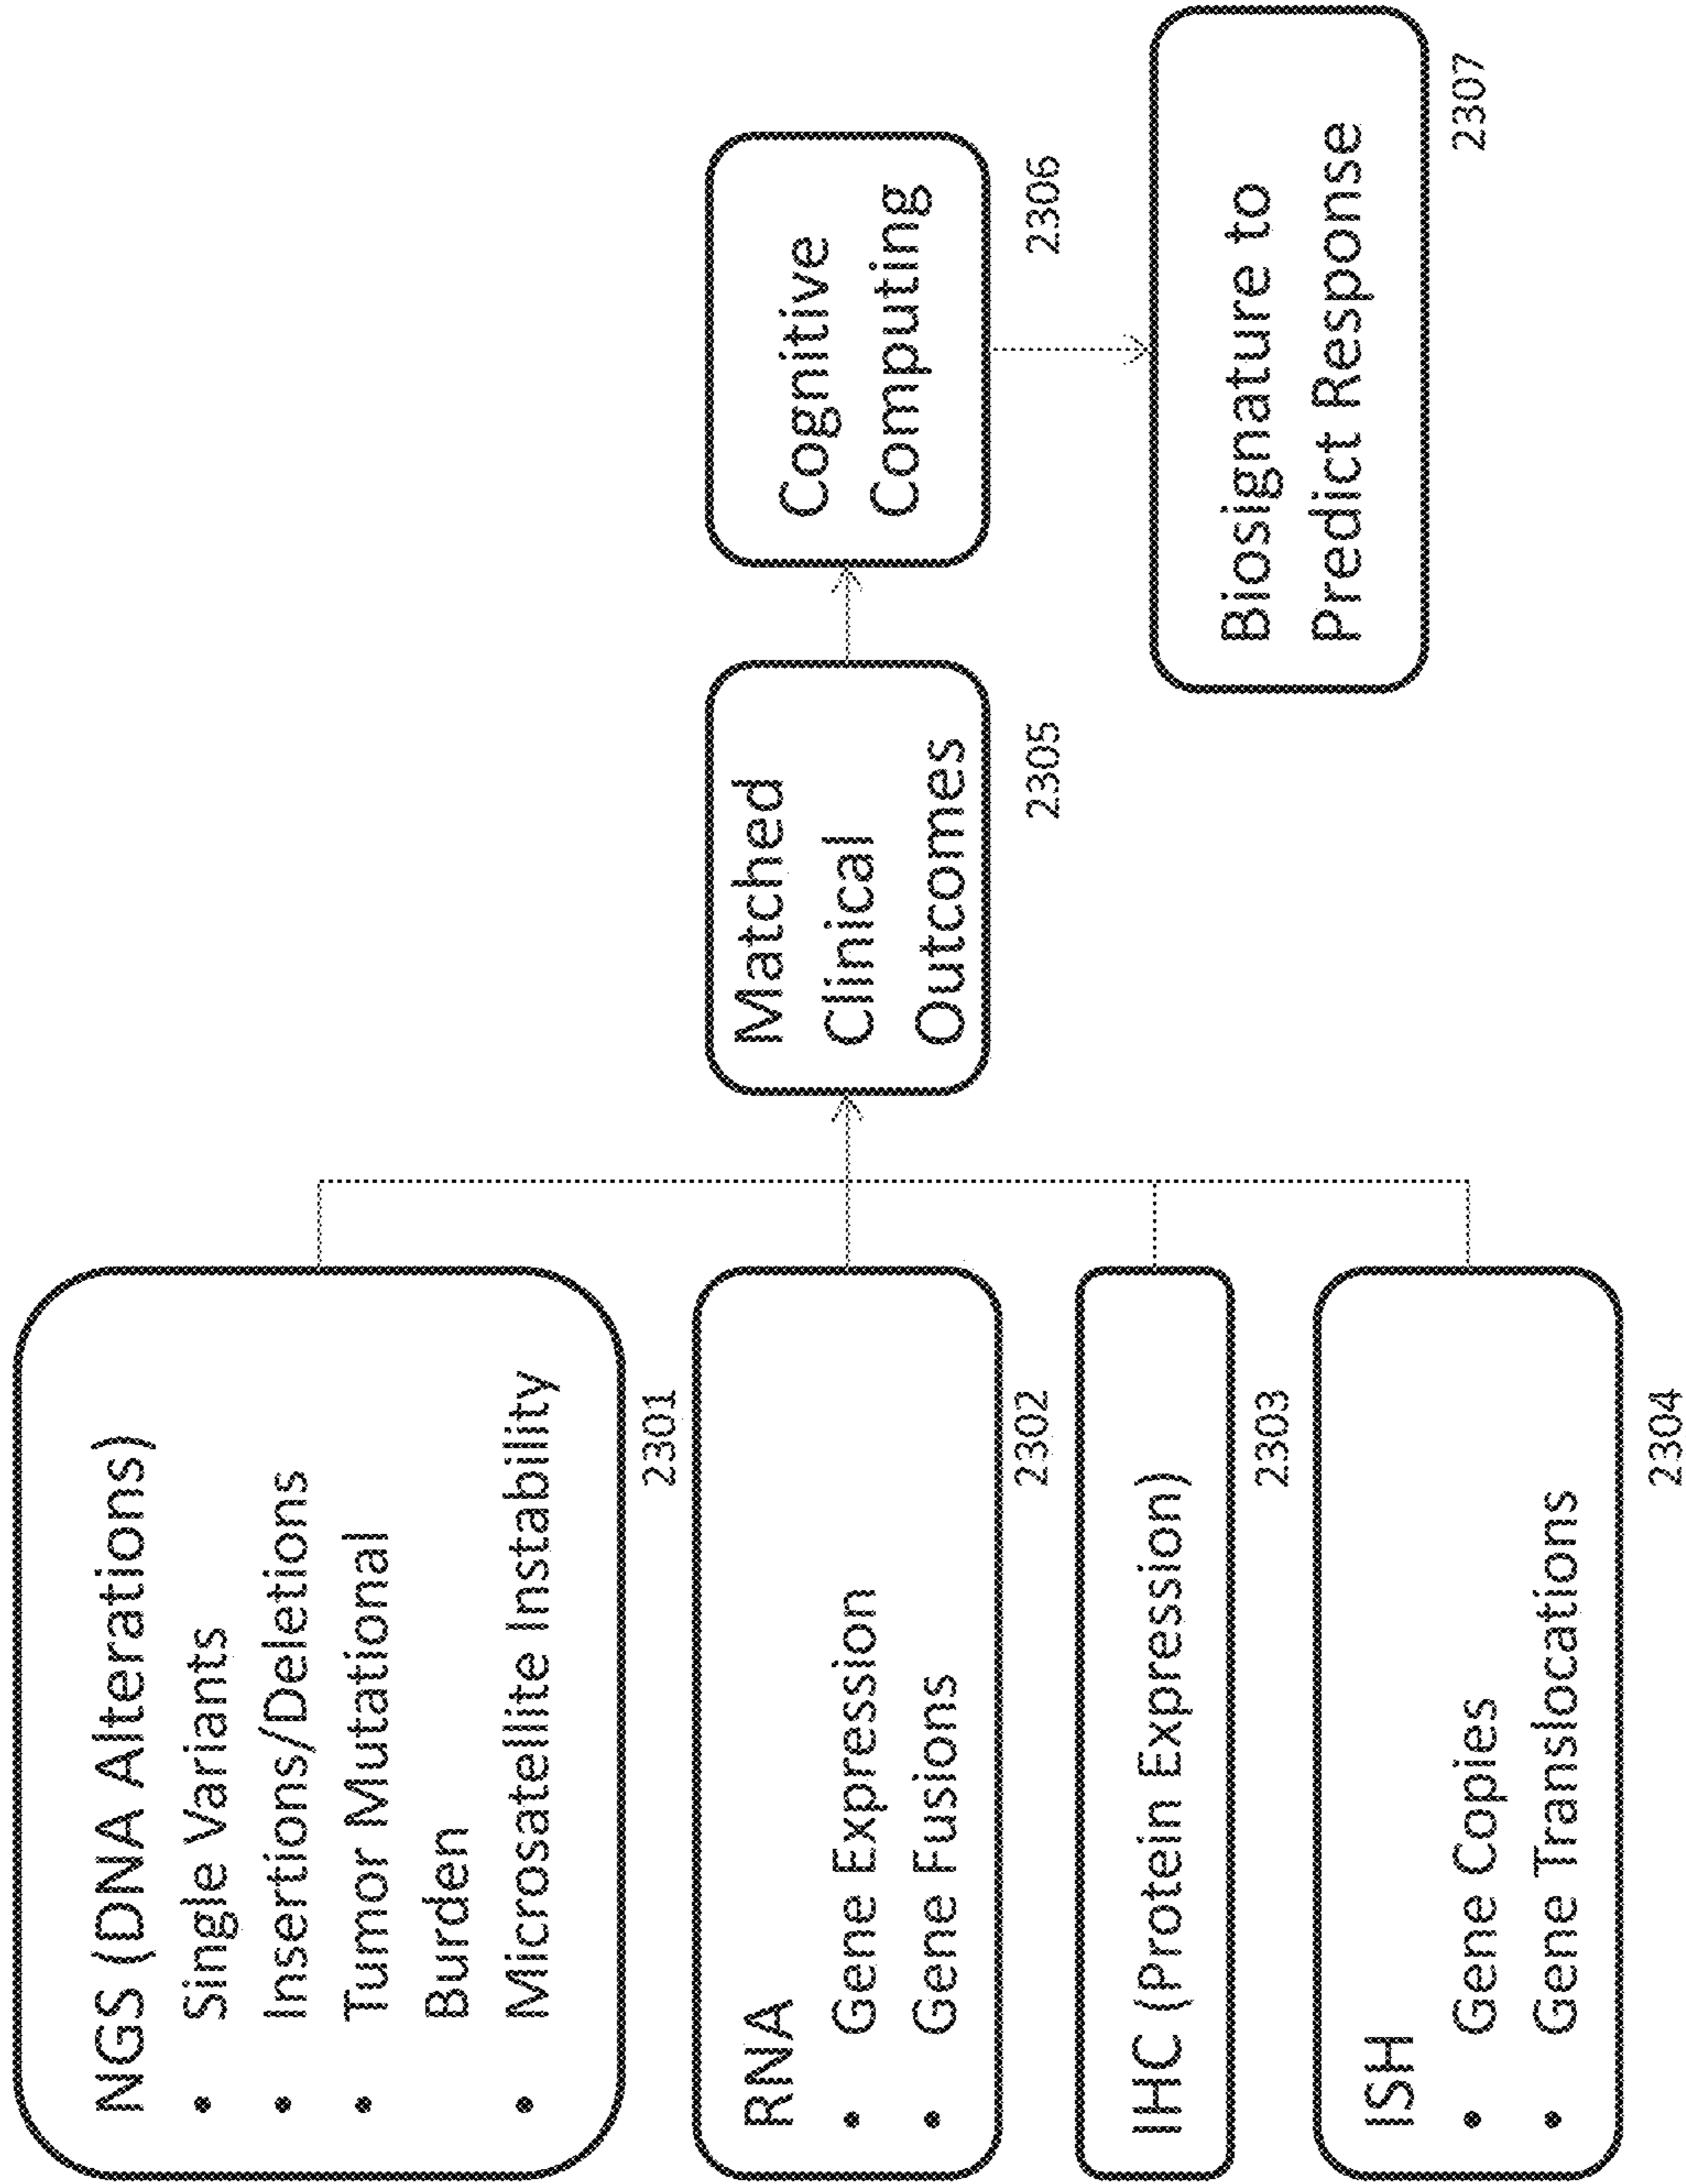 NGS (DNA Alterations)
• Single Variants
• Insertions/Deletions
• Tumor Mutational
Burden
• Microsatellite Instability
2301
RNA
• Gene Expression
• Gene Fusions
2302
IHC (Protein Expression)
2303
ISH
• Gene Copies
• Gene Translocations
2304
Matched
Clinical
Outcomes
2305
Cognitive
Computing
2306
Biosignature to
Predict Response
2307